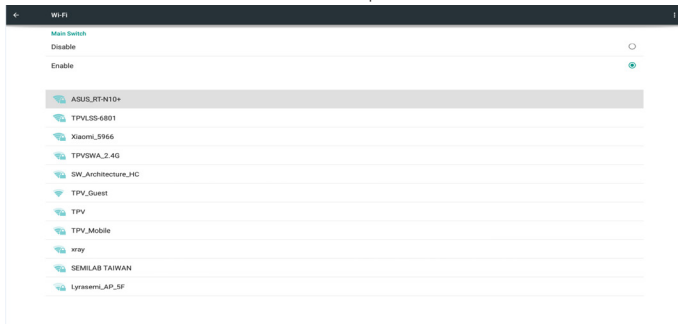 Wi-Fi
Main Switch
Disable
Enable
ASUS_RT-N10+
TPVLSS-6801
Xiaomi_5966
TPVSWA_2.4G
SW_Architecture_HC
TPV_Guest
TPV
TPV_Mobile
xray
SEMILAB TAIWAN
Lyrasemi_AP_5F